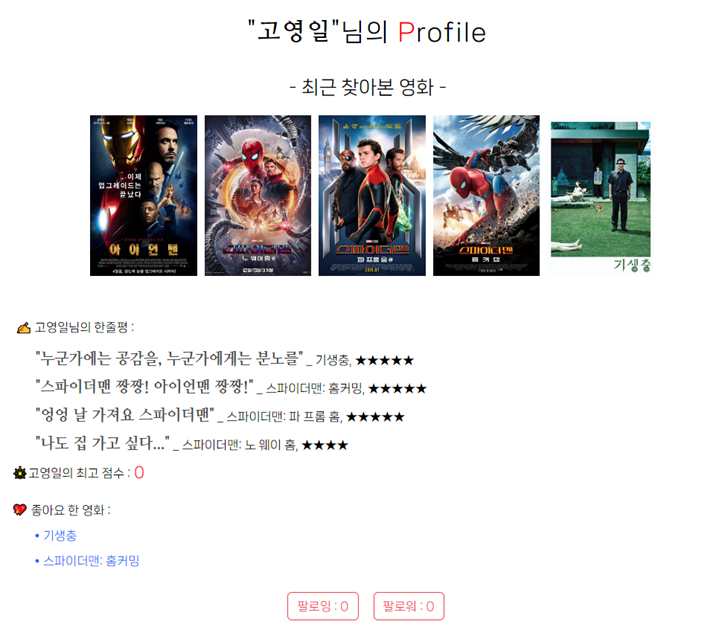 "고영일"님의 Profile
- 최근 찾아본 영화 -
이제
업그레이드는
끝났다
아이언맨
스파이더맨
노 웨이 홈
스파이더맨
파 프롬 홈
스파이더맨
홈커밍
기생충
✍ 고영일님의 한줄평 :
"누군가에는 공감을, 누군가에게는 분노를" _ 기생충, ★★★★★
"스파이더맨 짱짱! 아이언맨 짱짱!" _ 스파이더맨: 홈커밍, ★★★★★
"엉엉 날 가져요 스파이더맨" _ 스파이더맨: 파 프롬 홈, ★★★★★
"나도 집 가고 싶다..." _ 스파이더맨: 노 웨이 홈, ★★★★
고영일의 최고 점수 : 0
좋아요 한 영화 :
• 기생충
• 스파이더맨: 홈커밍
팔로잉 : 0 팔로워 : 0